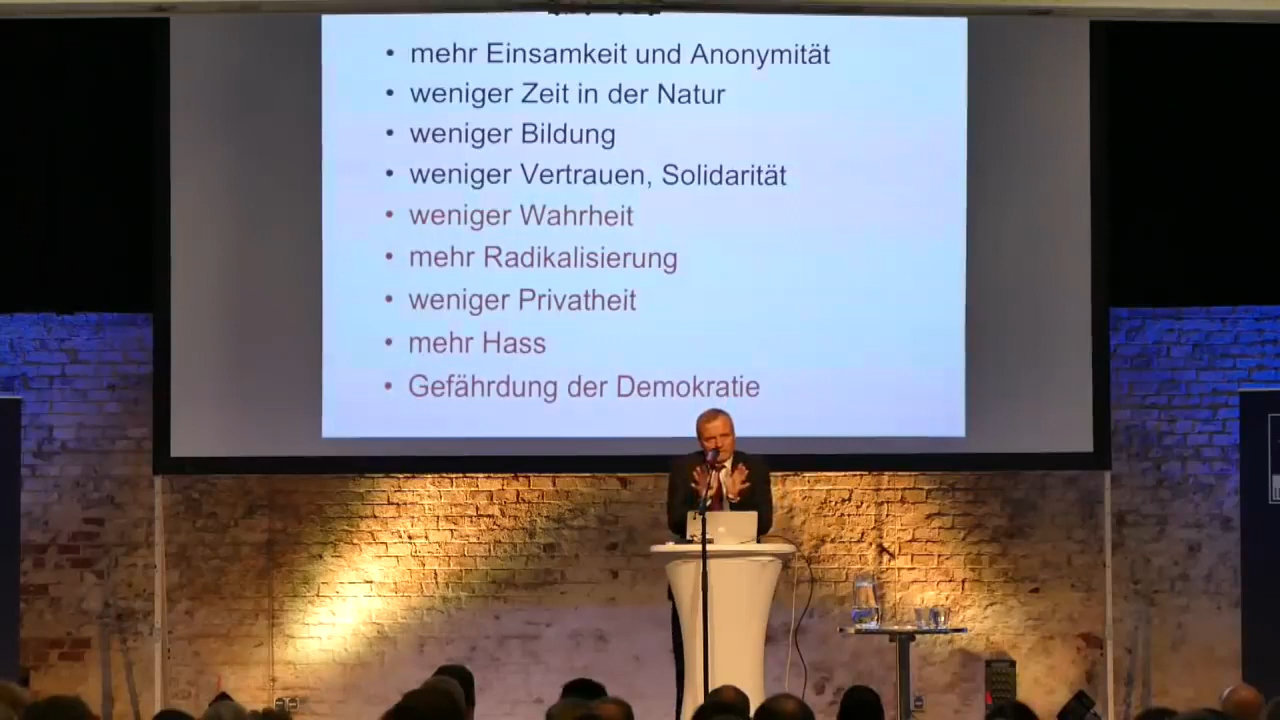 • mehr Einsamkeit und Anonymität
• weniger Zeit in der Natur
• weniger Bildung
• weniger Vertrauen, Solidarität
• weniger Wahrheit
• mehr Radikalisierung
• weniger Privatheit
• mehr Hass
• Gefährdung der Demokratie